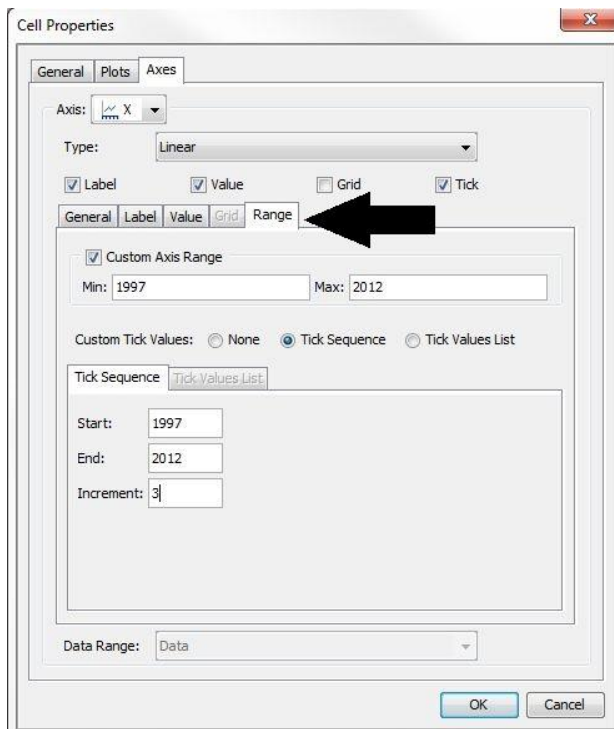 Cell Properties
General Plots Axes
Axis: X
Type: Linear
Label Value Grid Tick
General Label Value Grid Range
Custom Axis Range
Min: 1997 Max: 2012
Custom Tick Values: None Tick Sequence Tick Values List
Tick Sequence Tick Values List
Start: 1997
End: 2012
Increment: 3
Data Range: Data
OK Cancel